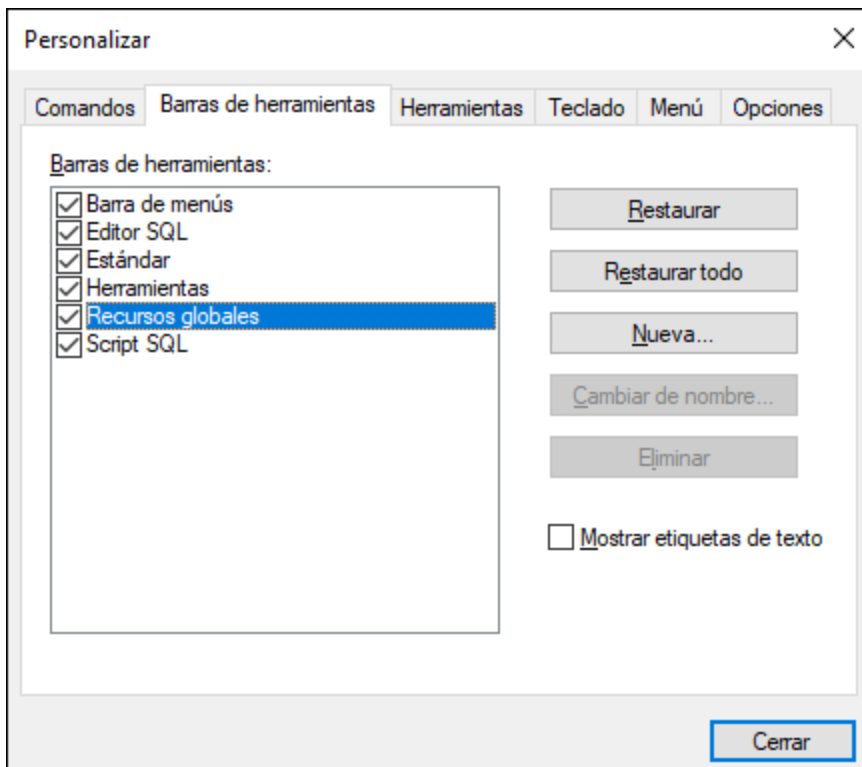 Personalizar
Comandos Barras de herramientas Herramientas Teclado Menú Opciones
Barras de herramientas:
Barra de menús
Editor SQL
Estándar
Herramientas
Recursos globales
Script SQL
Restaurar
Restaurar todo
Nueva...
Cambiar de nombre...
Eliminar
Mostrar etiquetas de texto
Cerrar